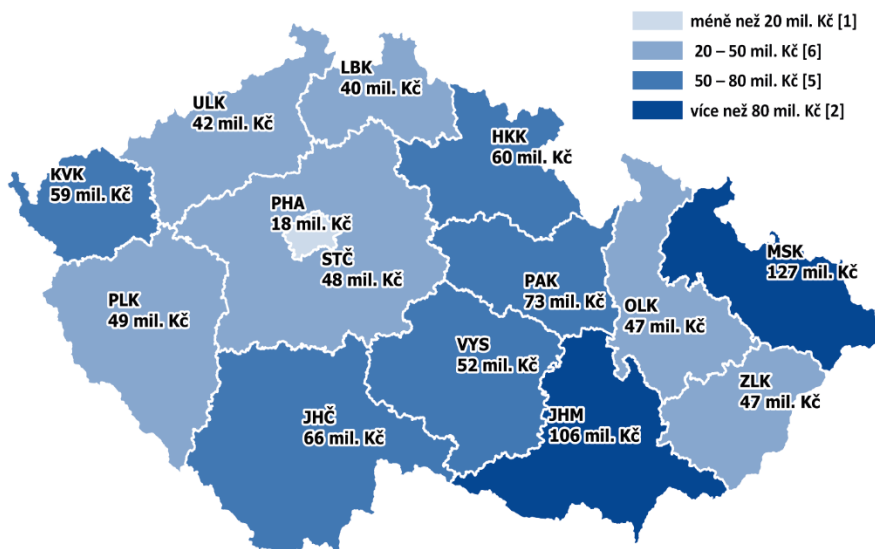 méně než 20 mil. Kč [1]
20 – 50 mil. Kč [6]
50 – 80 mil. Kč [5]
více než 80 mil. Kč [2]
LBK
40 mil. Kč
ULK
42 mil. Kč
HKK
60 mil. Kč
KVK
59 mil. Kč
PHA
18 mil. Kč
STČ
48 mil. Kč
MSK
127 mil. Kč
PAK
73 mil. Kč
PLK
49 mil. Kč
OLK
47 mil. Kč
VYS
52 mil. Kč
ZLK
47 mil. Kč
JHČ
66 mil. Kč
JHM
106 mil. Kč